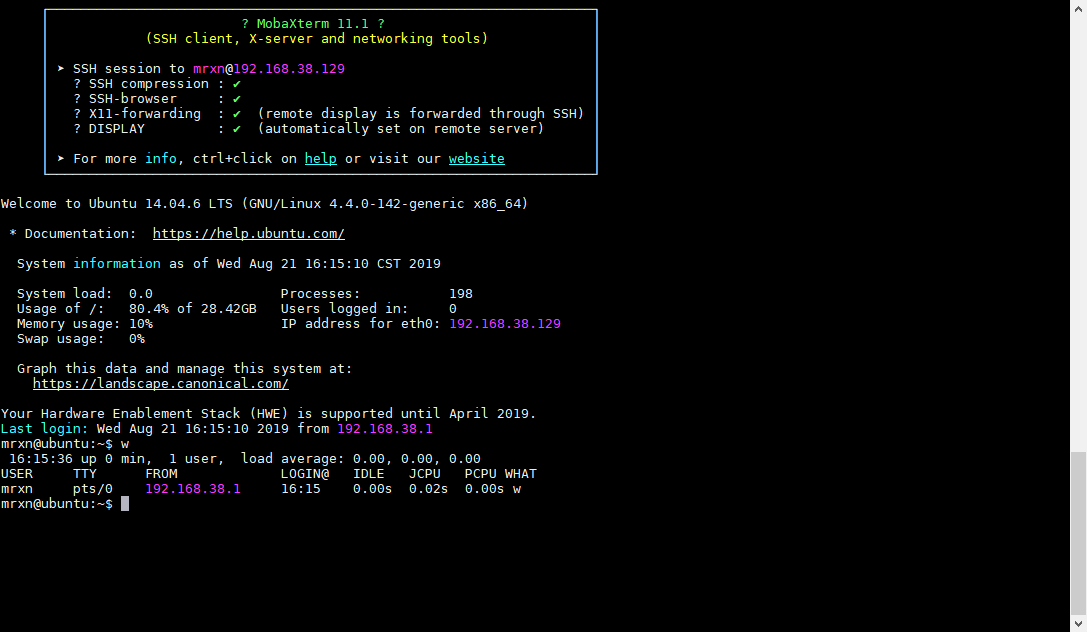 ? MobaXterm 11.1 ?
(SSH client, X-server and networking tools)
➤ SSH session to mrxn@192.168.38.129
? SSH compression : ✔
? SSH-browser     : ✔
? X11-forwarding  : ✔  (remote display is forwarded through SSH)
? DISPLAY         : ✔  (automatically set on remote server)
➤ For more info, ctrl+click on help or visit our website
Welcome to Ubuntu 14.04.6 LTS (GNU/Linux 4.4.0-142-generic x86_64)
 * Documentation:  https://help.ubuntu.com/
  System information as of Wed Aug 21 16:15:10 CST 2019
  System load:  0.0                Processes:           198
  Usage of /:   80.4% of 28.42GB   Users logged in:     0
  Memory usage: 10%                IP address for eth0: 192.168.38.129
  Swap usage:   0%
  Graph this data and manage this system at:
    https://landscape.canonical.com/
Your Hardware Enablement Stack (HWE) is supported until April 2019.
Last login: Wed Aug 21 16:15:10 2019 from 192.168.38.1
mrxn@ubuntu:~$ w
 16:15:36 up 0 min,  1 user,  load average: 0.00, 0.00, 0.00
USER     TTY      FROM             LOGIN@   IDLE   JCPU   PCPU WHAT
mrxn     pts/0    192.168.38.1     16:15    0.00s  0.02s  0.00s w
mrxn@ubuntu:~$